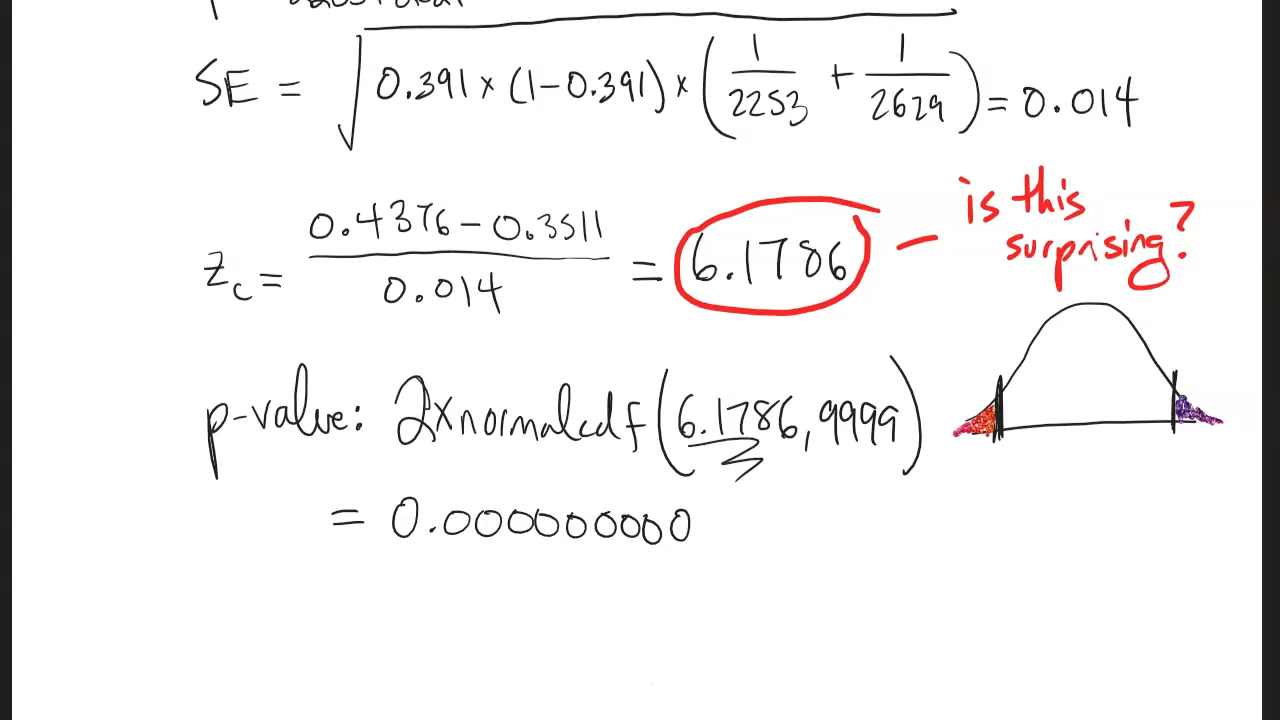 SE = √0.391 × (1-0.391) × (1/2253 + 1/2629) = 0.014
z_c = (0.4376 - 0.3511)/0.014 = 6.1786 — is this surprising?
p-value: 2×normalcdf(6.1786, 9999)
= 0.000000000